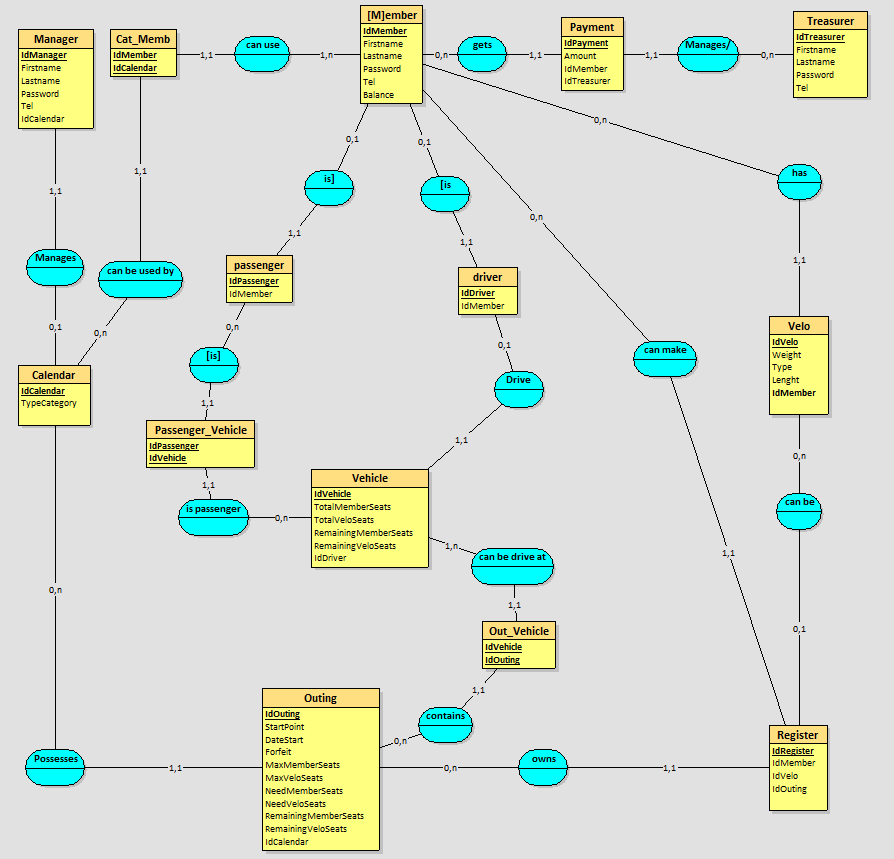 Manager
IdManager
Firstname
Lastname
Password
Tel
IdCalendar
Cat_Memb
IdMember
IdCalendar
1,1
can use
1,n
[M]ember
IdMember
Firstname
Lastname
Password
Tel
Balance
0,n
gets
1,1
Payment
IdPayment
Amount
IdMember
IdTreasurer
1,1
Manages/
0,n
Treasurer
IdTreasurer
Firstname
Lastname
Password
Tel
0,n
has
1,1
0,1
is]
1,1
0,1
[is
1,1
0,n
1,1
Manages
0,1
1,1
can be used by
0,n
passenger
IdPassenger
IdMember
driver
IdDriver
IdMember
0,n
[is]
1,1
0,1
Drive
1,1
can make
Velo
IdVelo
Weight
Type
Lenght
IdMember
Calendar
IdCalendar
TypeCategory
Passenger_Vehicle
IdPassenger
IdVehicle
1,1
is passenger
0,n
Vehicle
IdVehicle
TotalMemberSeats
TotalVeloSeats
RemainingMemberSeats
RemainingVeloSeats
IdDriver
0,n
can be
0,1
1,n
can be drive at
1,1
1,1
0,n
Out_Vehicle
IdVehicle
IdOuting
1,1
contains
0,n
Possesses
1,1
Outing
IdOuting
StartPoint
DateStart
Forfeit
MaxMemberSeats
MaxVeloSeats
NeedMemberSeats
NeedVeloSeats
RemainingMemberSeats
RemainingVeloSeats
IdCalendar
0,n
owns
1,1
Register
IdRegister
IdMember
IdVelo
IdOuting